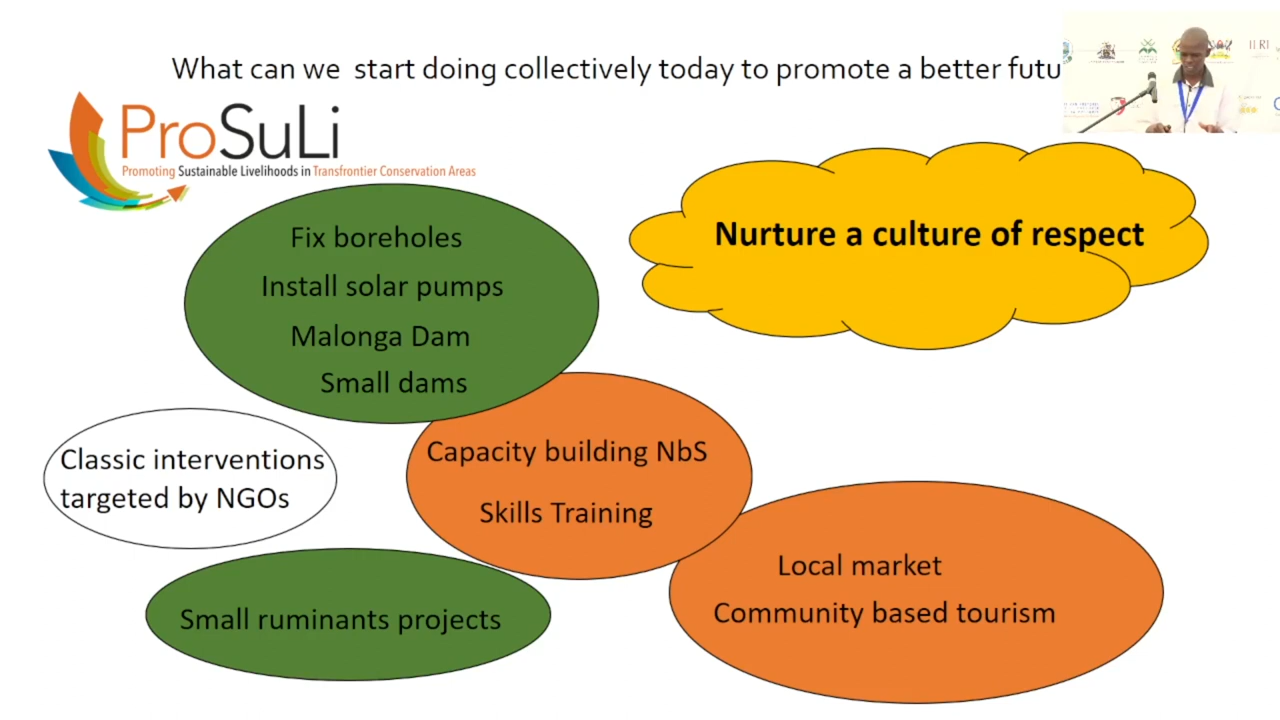 What can we start doing collectively today to promote a better futu
ProSuLi
Promoting Sustainable Livelihoods in Transfrontier Conservation Areas
Fix boreholes
Install solar pumps
Malonga Dam
Small dams
Nurture a culture of respect
Classic interventions
targeted by NGOs
Capacity building NbS
Skills Training
Small ruminants projects
Local market
Community based tourism
ILRI